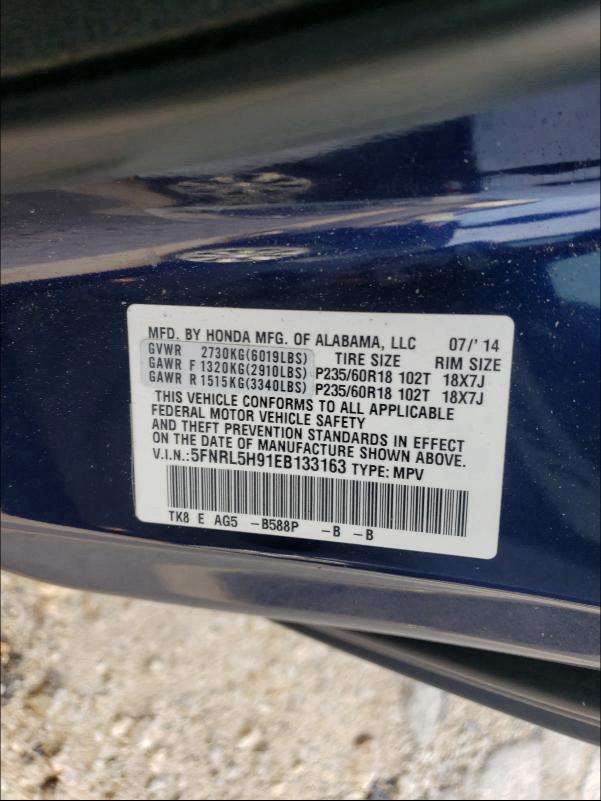 MFD. BY HONDA MFG. OF ALABAMA, LLC 07/'14
GVWR 2730KG(6019LBS) TIRE SIZE RIM SIZE
GAWR F 1320KG(2910LBS) P235/60R18 102T 18X7J
GAWR R 1515KG(3340LBS) P235/60R18 102T 18X7J
THIS VEHICLE CONFORMS TO ALL APPLICABLE
FEDERAL MOTOR VEHICLE SAFETY
AND THEFT PREVENTION STANDARDS IN EFFECT
ON THE DATE OF MANUFACTURE SHOWN ABOVE.
V.I.N.:5FNRL5H91EB133163 TYPE: MPV
TK8 E AG5 -B588P -B -B